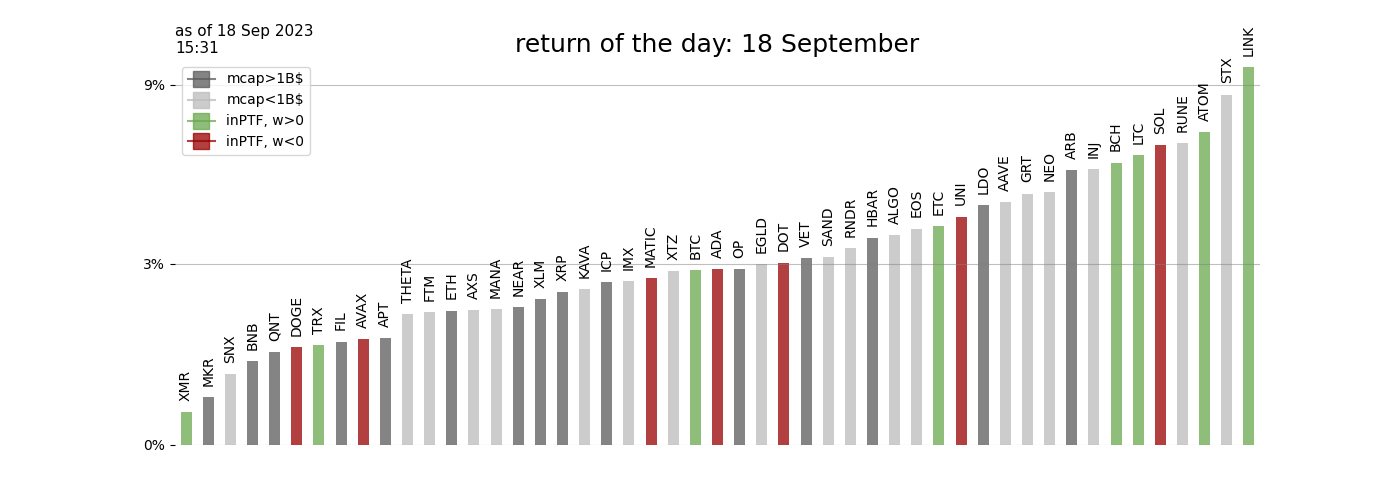 as of 18 Sep 2023
15:31
return of the day: 18 September
mcap>1B$
mcap<1B$
inPTF, w>0
inPTF, w<0
9%
3%
0%
XMR
MKR
SNX
BNB
QNT
DOGE
TRX
FIL
AVAX
APT
THETA
FTM
ETH
AXS
MANA
NEAR
XLM
XRP
KAVA
ICP
IMX
MATIC
XTZ
BTC
ADA
OP
EGLD
DOT
VET
SAND
RNDR
HBAR
ALGO
EOS
ETC
UNI
LDO
AAVE
GRT
NEO
ARB
INJ
BCH
LTC
SOL
RUNE
ATOM
STX
LINK